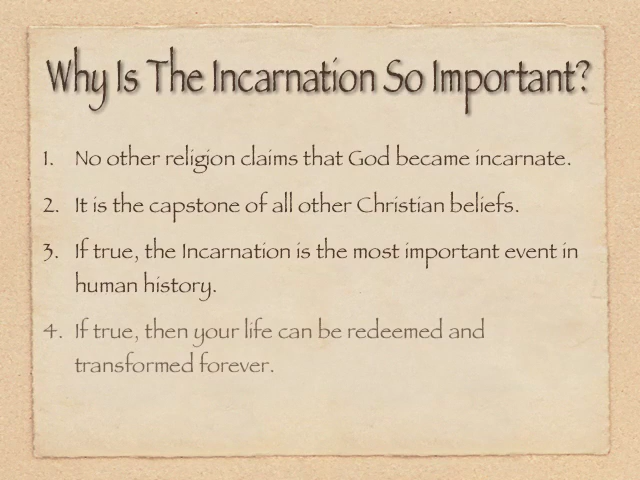 Why Is The Incarnation So Important?
1. No other religion claims that God became incarnate.
2. It is the capstone of all other Christian beliefs.
3. If true, the Incarnation is the most important event in
human history.
4. If true, then your life can be redeemed and
transformed forever.